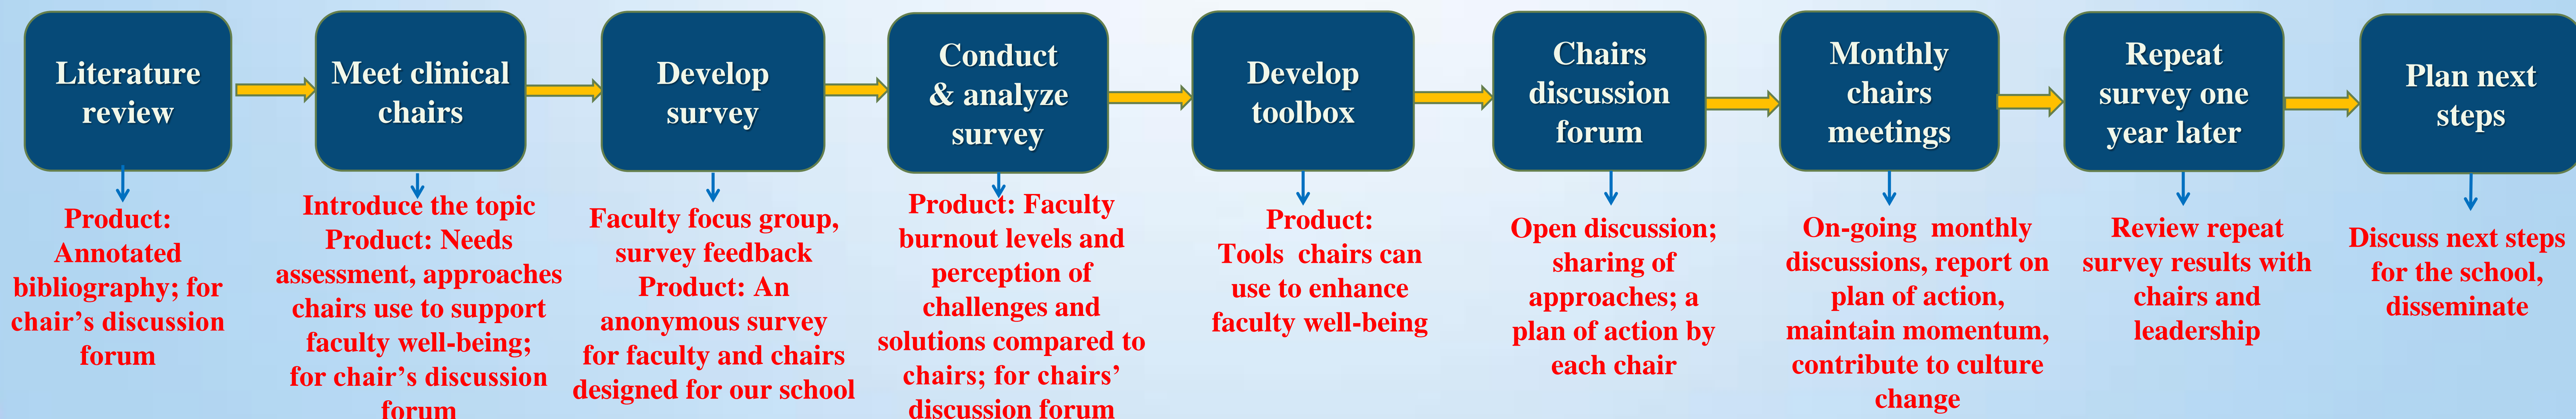 Literature
review
Meet clinical
chairs
Develop
survey
Conduct
& analyze
survey
Develop
toolbox
Chairs
discussion
forum
Monthly
chairs
meetings
Repeat
survey one
year later
Plan next
steps
Product:
Annotated
bibliography; for
chair’s discussion
forum
Introduce the topic
Product: Needs
assessment, approaches
chairs use to support
faculty well-being;
for chair’s discussion
forum
Faculty focus group,
survey feedback
Product: An
anonymous survey
for faculty and chairs
designed for our school
Product: Faculty
burnout levels and
perception of
challenges and
solutions compared to
chairs; for chairs’
discussion forum
Product:
Tools chairs can
use to enhance
faculty well-being
Open discussion;
sharing of
approaches; a
plan of action by
each chair
On-going monthly
discussions, report on
plan of action,
maintain momentum,
contribute to culture
change
Review repeat
survey results with
chairs and
leadership
Discuss next steps
for the school,
disseminate